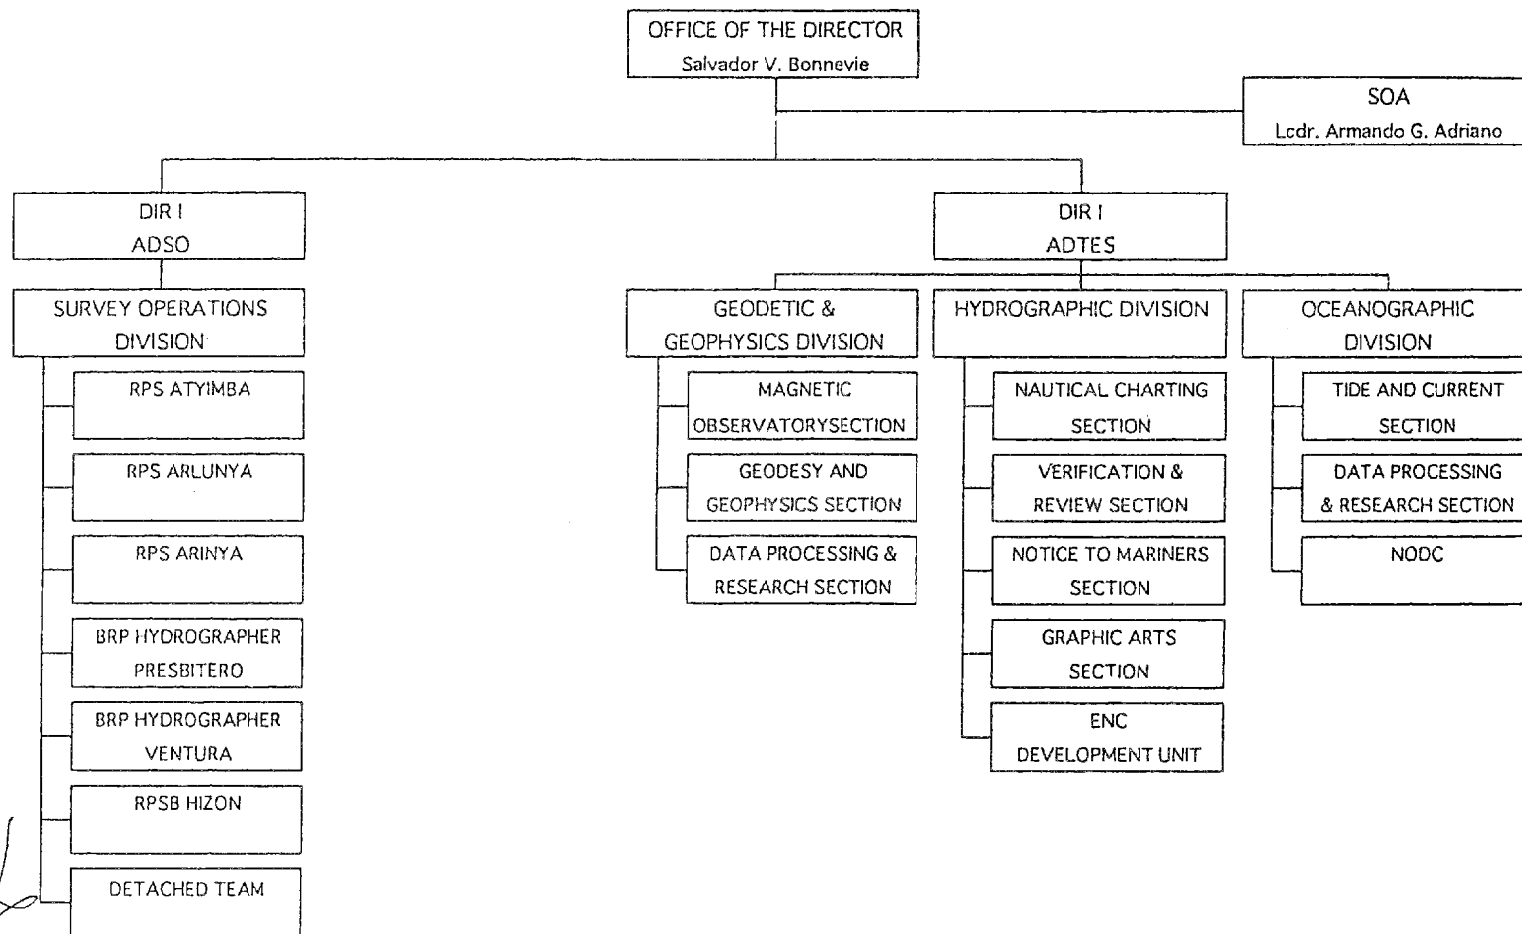 OFFICE OF THE DIRECTOR
Salvador V. Bonnevie
SOA
Lcdr. Armando G. Adriano
DIR I
ADSO
DIR I
ADTES
SURVEY OPERATIONS
DIVISION
RPS ATYIMBA
RPS ARLUNYA
RPS ARINYA
BRP HYDROGRAPHER
PRESBITERO
BRP HYDROGRAPHER
VENTURA
RPSB HIZON
DETACHED TEAM
GEODETIC &
GEOPHYSICS DIVISION
MAGNETIC
OBSERVATORYSECTION
GEODESY AND
GEOPHYSICS SECTION
DATA PROCESSING &
RESEARCH SECTION
HYDROGRAPHIC DIVISION
NAUTICAL CHARTING
SECTION
VERIFICATION &
REVIEW SECTION
NOTICE TO MARINERS
SECTION
GRAPHIC ARTS
SECTION
ENC
DEVELOPMENT UNIT
OCEANOGRAPHIC
DIVISION
TIDE AND CURRENT
SECTION
DATA PROCESSING
& RESEARCH SECTION
NODC